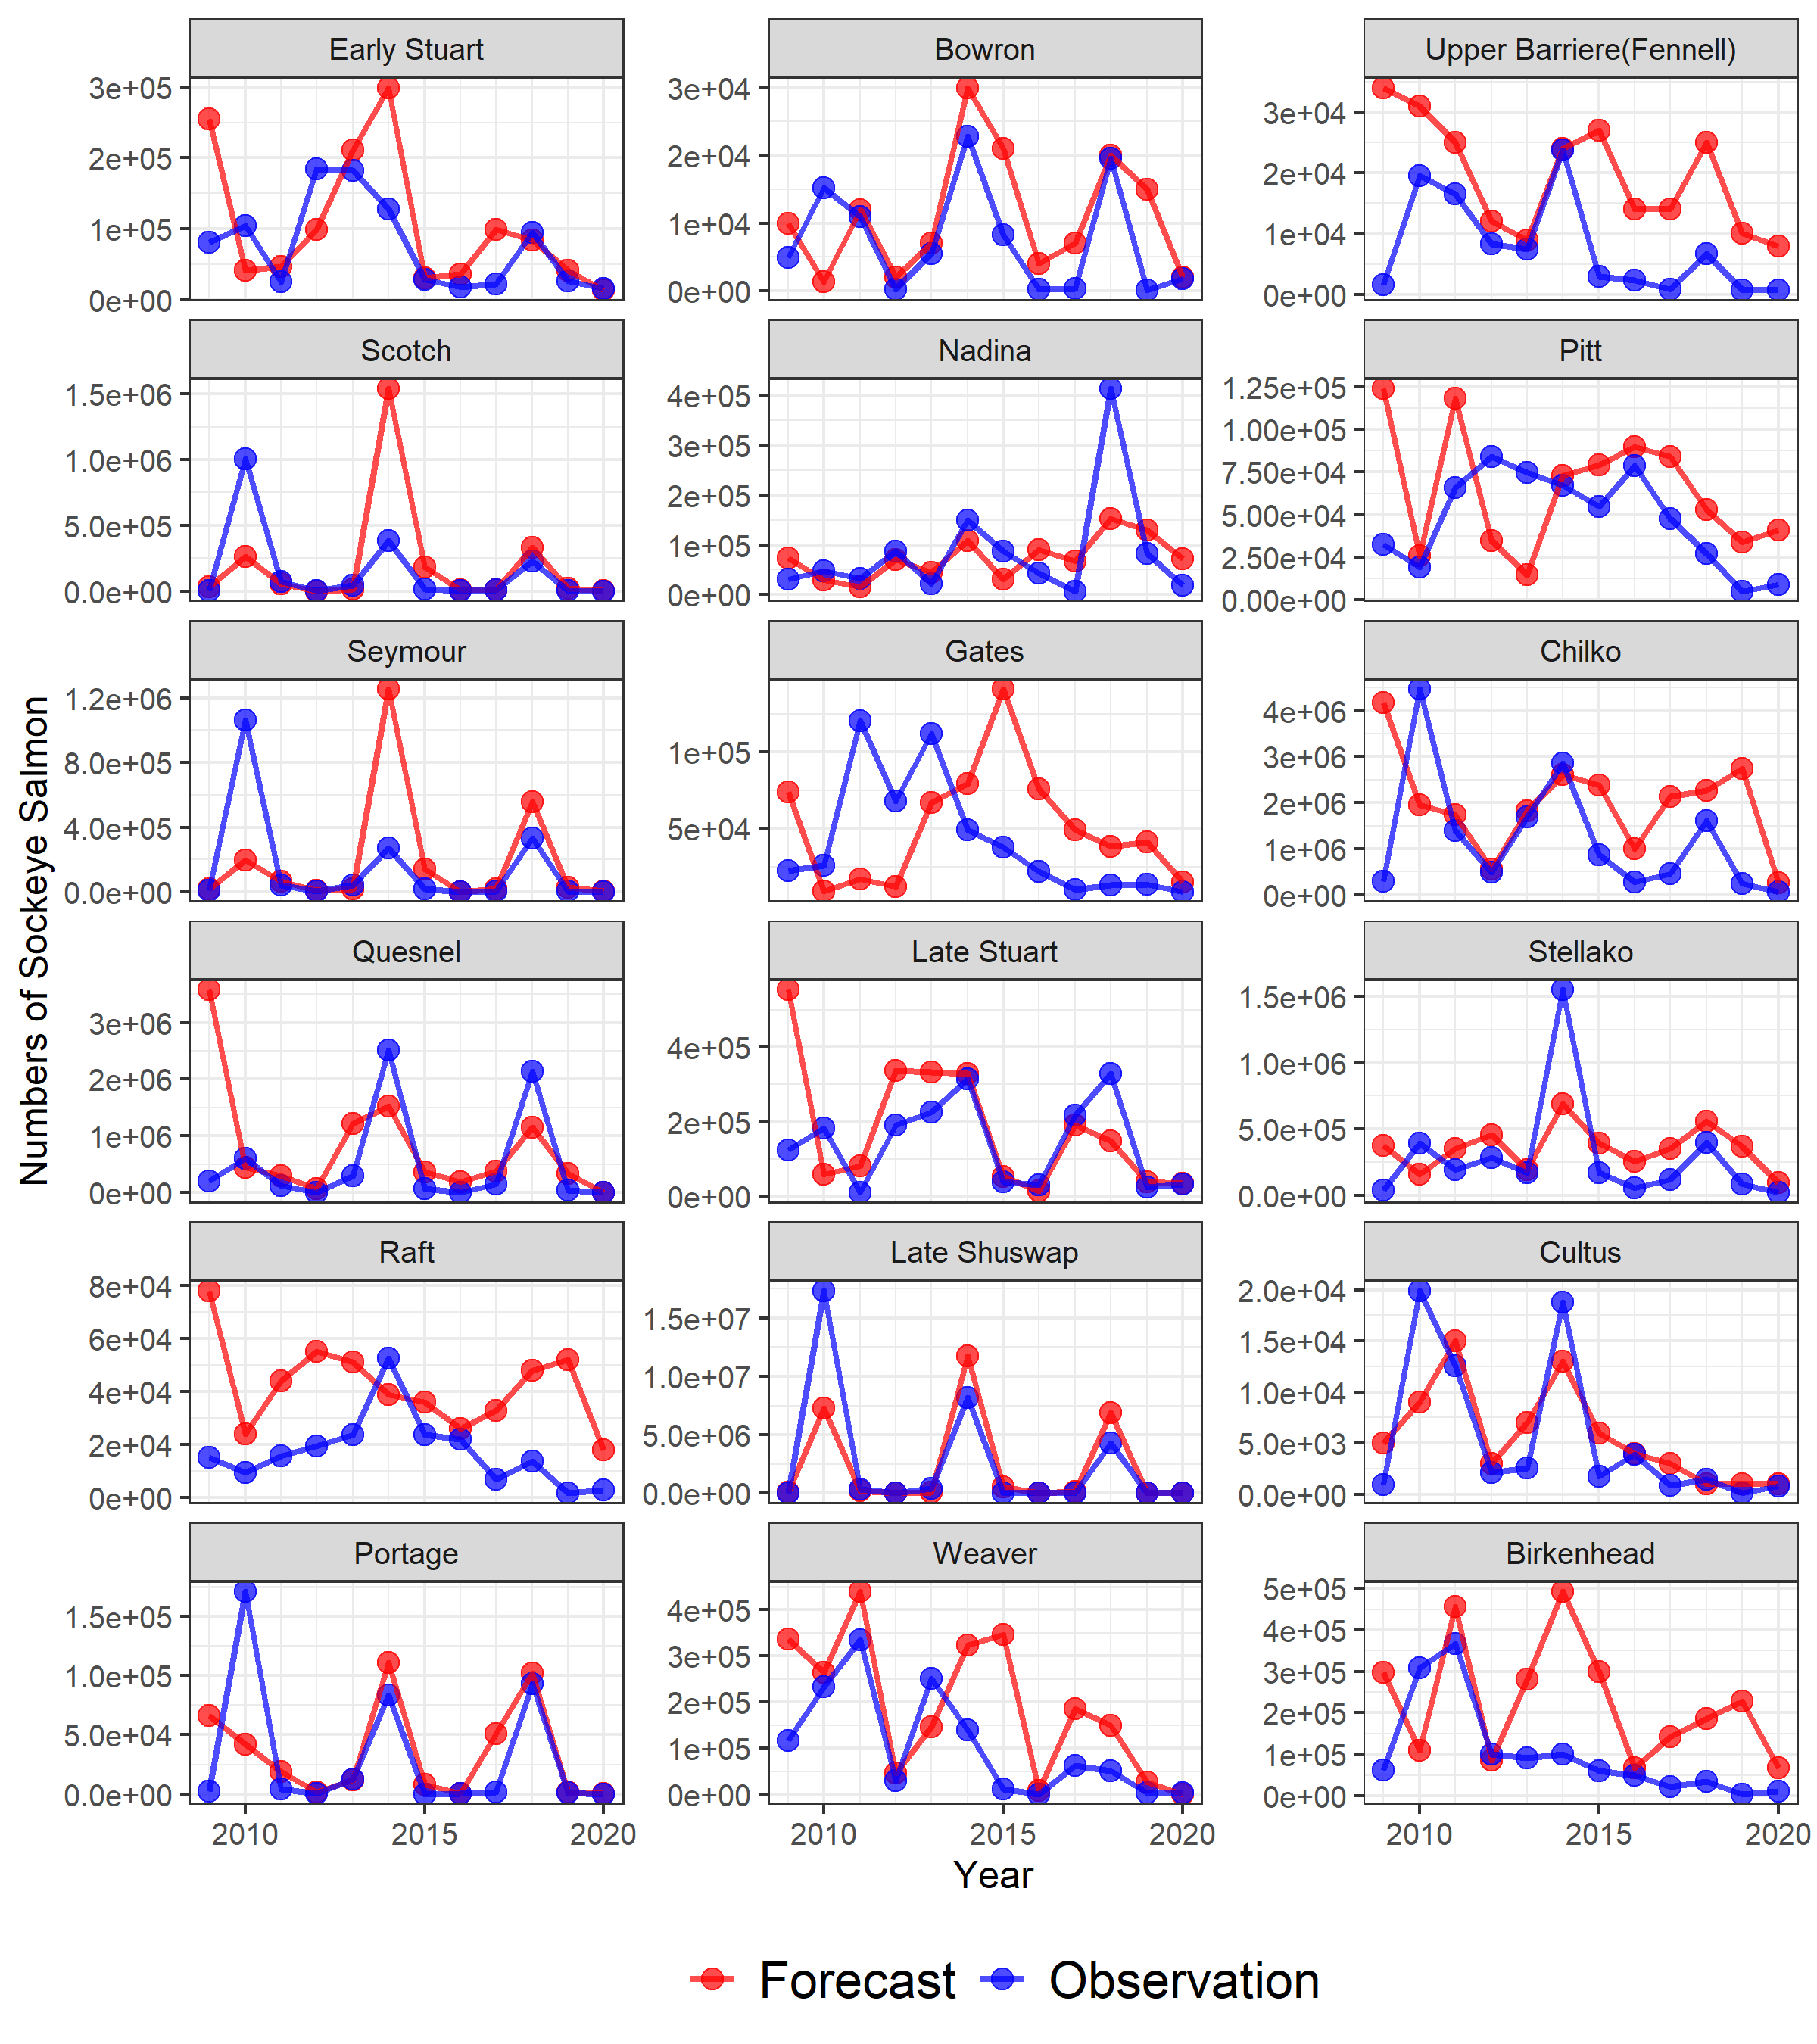 Early Stuart
Bowron
Upper Barriere(Fennell)
3e+05
2e+05
1e+05
0e+00
3e+04
2e+04
1e+04
0e+00
3e+04
2e+04
1e+04
0e+00
Scotch
Nadina
Pitt
1.5e+06
1.0e+06
5.0e+05
0.0e+00
4e+05
3e+05
2e+05
1e+05
0e+00
1.25e+05
1.00e+05
7.50e+04
5.00e+04
2.50e+04
0.00e+00
Seymour
Gates
Chilko
1.2e+06
8.0e+05
4.0e+05
0.0e+00
1e+05
5e+04
4e+06
3e+06
2e+06
1e+06
0e+00
Quesnel
Late Stuart
Stellako
3e+06
2e+06
1e+06
0e+00
4e+05
2e+05
0e+00
1.5e+06
1.0e+06
5.0e+05
0.0e+00
Raft
Late Shuswap
Cultus
8e+04
6e+04
4e+04
2e+04
0e+00
1.5e+07
1.0e+07
5.0e+06
0.0e+00
2.0e+04
1.5e+04
1.0e+04
5.0e+03
0.0e+00
Portage
Weaver
Birkenhead
1.5e+05
1.0e+05
5.0e+04
0.0e+00
4e+05
3e+05
2e+05
1e+05
0e+00
5e+05
4e+05
3e+05
2e+05
1e+05
0e+00
2010 2015 2020
2010 2015 2020
2010 2015 2020
Numbers of Sockeye Salmon
Year
Forecast Observation